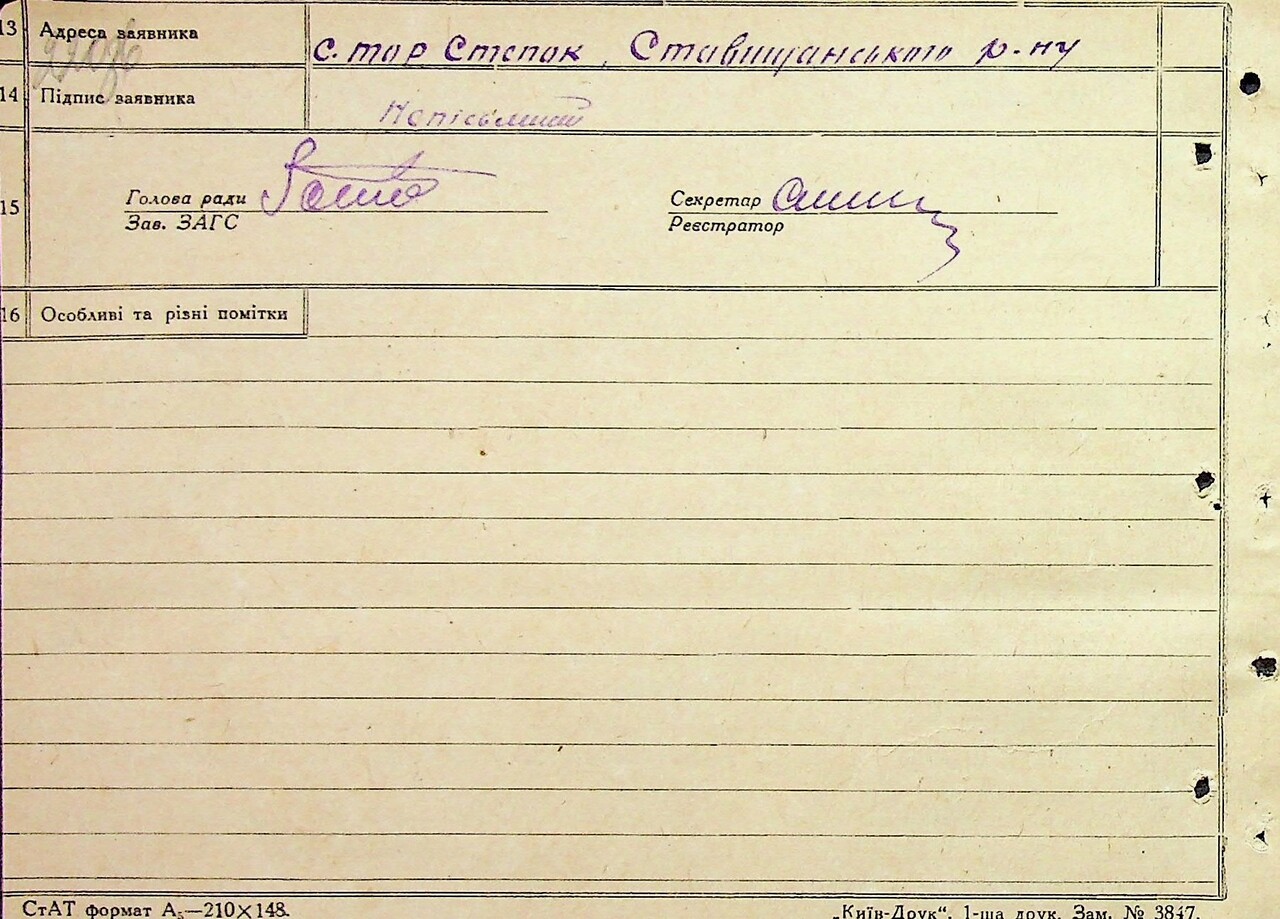 13 Адреса заявника с. тор Степок, Ставищанського р-ну
14 Підпис заявника Непісьмений
15 Голова ради Секретар
Зав. ЗАГС Реєстратор
16 Особливі та різні помітки
СтАТ формат А₅—210×148. „Київ-Друк“, 1-ша друк. Зам. № 3847.